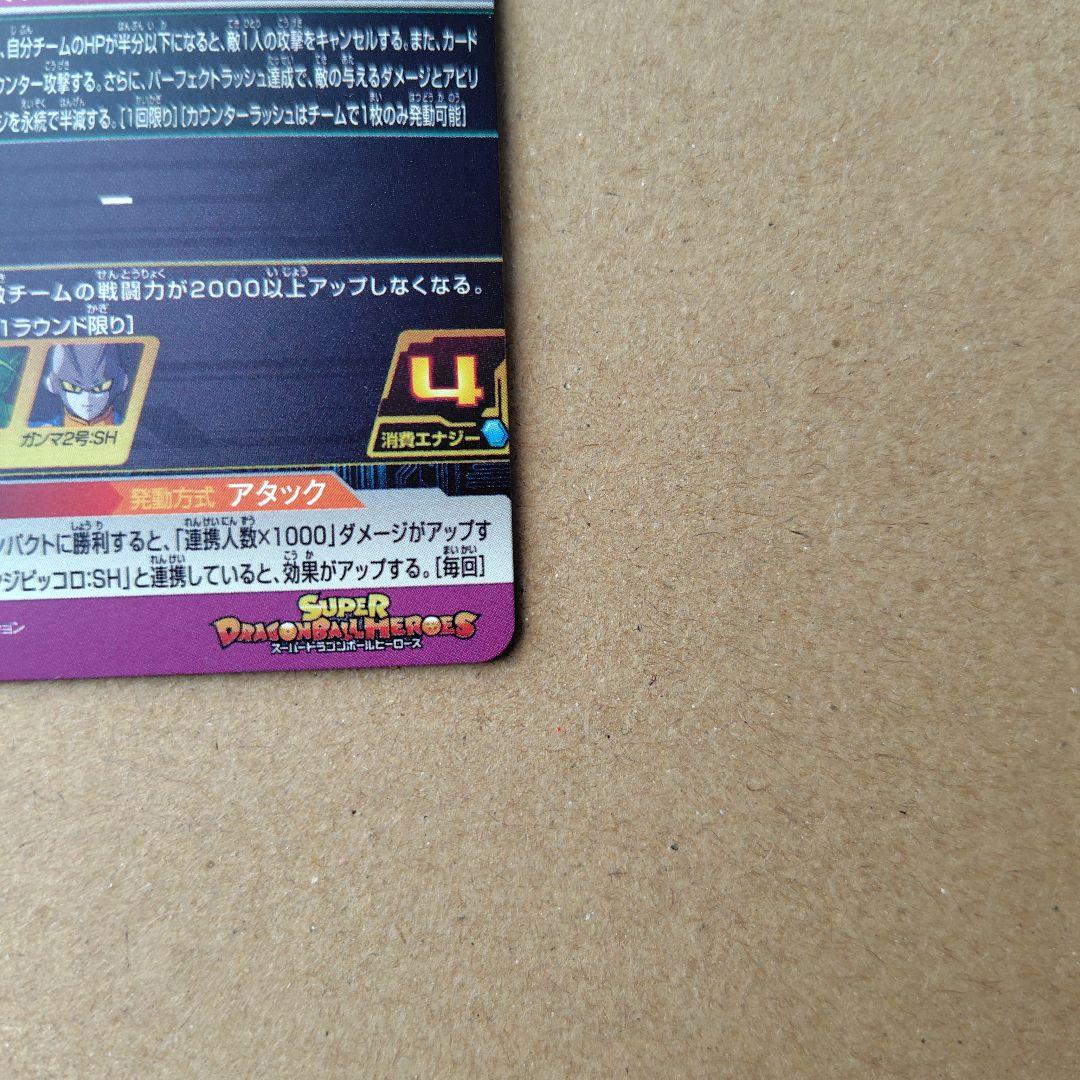 、自分チームのHPが半分以下になると、敵1人の攻撃をキャンセルする。また、カード
ウンター攻撃する。さらに、パーフェクトラッシュ達成で、敵の与えるダメージとアビリ
ジを永続で半減する。[1回限り][カウンターラッシュはチームで1枚のみ発動可能]
チームの戦闘力が2000以上アップしなくなる。
1ラウンド限り]
ガンマ2号:SH
4
消費エナジー
発動方式 アタック
ンパクトに勝利すると、「連携人数×1000」ダメージがアップす
ンジピッコロ:SH」と連携していると、効果がアップする。[毎回]
ョン
SUPER
DRAGONBALL HEROES
スーパードラゴンボールヒーローズ